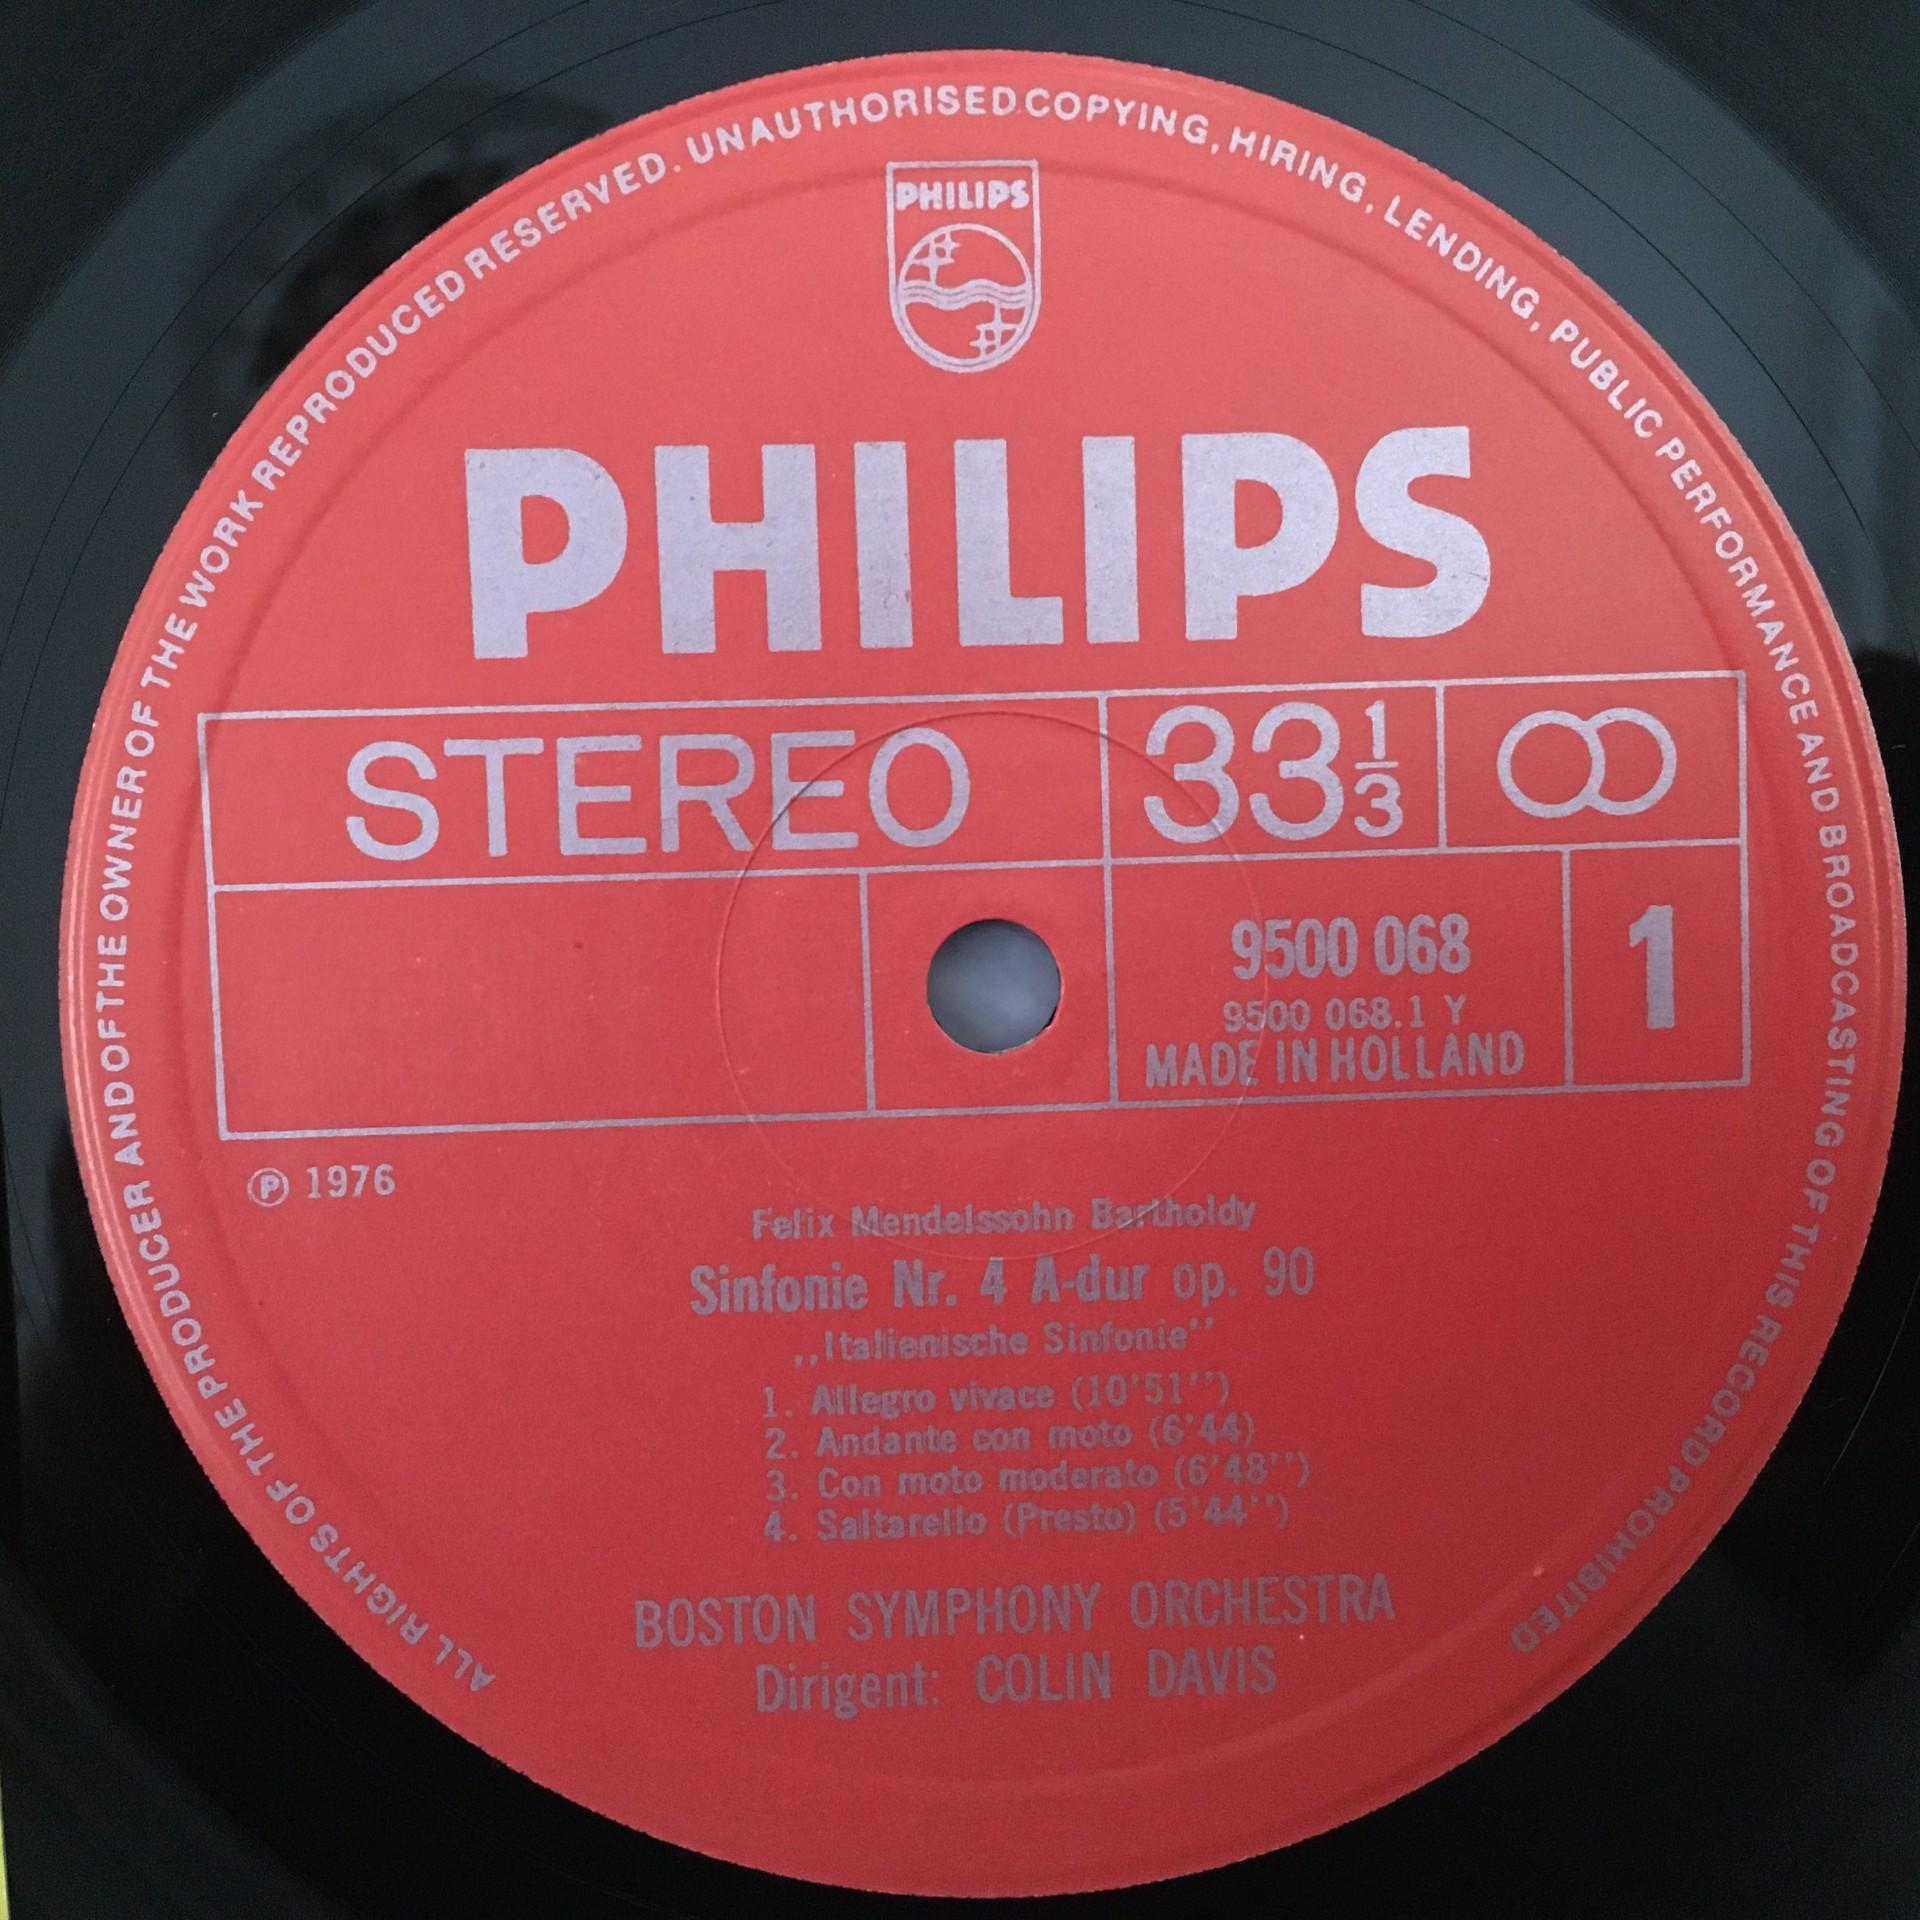 ALL RIGHTS OF THE PRODUCER AND OF THE OWNER OF THE WORK REPRODUCED RESERVED. UNAUTHORISED COPYING, HIRING, LENDING, PUBLIC PERFORMANCE AND BROADCASTING OF THIS RECORD PROHIBITED
PHILIPS
PHILIPS
STEREO 33 1/3
9500 068 1
9500 068.1 Y
MADE IN HOLLAND
℗ 1976
Felix Mendelssohn Bartholdy
Sinfonie Nr. 4 A-dur op. 90
,,Italienische Sinfonie''
1. Allegro vivace (10'51'')
2. Andante con moto (6'44)
3. Con moto moderato (6'48'')
4. Saltarello (Presto) (5'44'')
BOSTON SYMPHONY ORCHESTRA
Dirigent: COLIN DAVIS